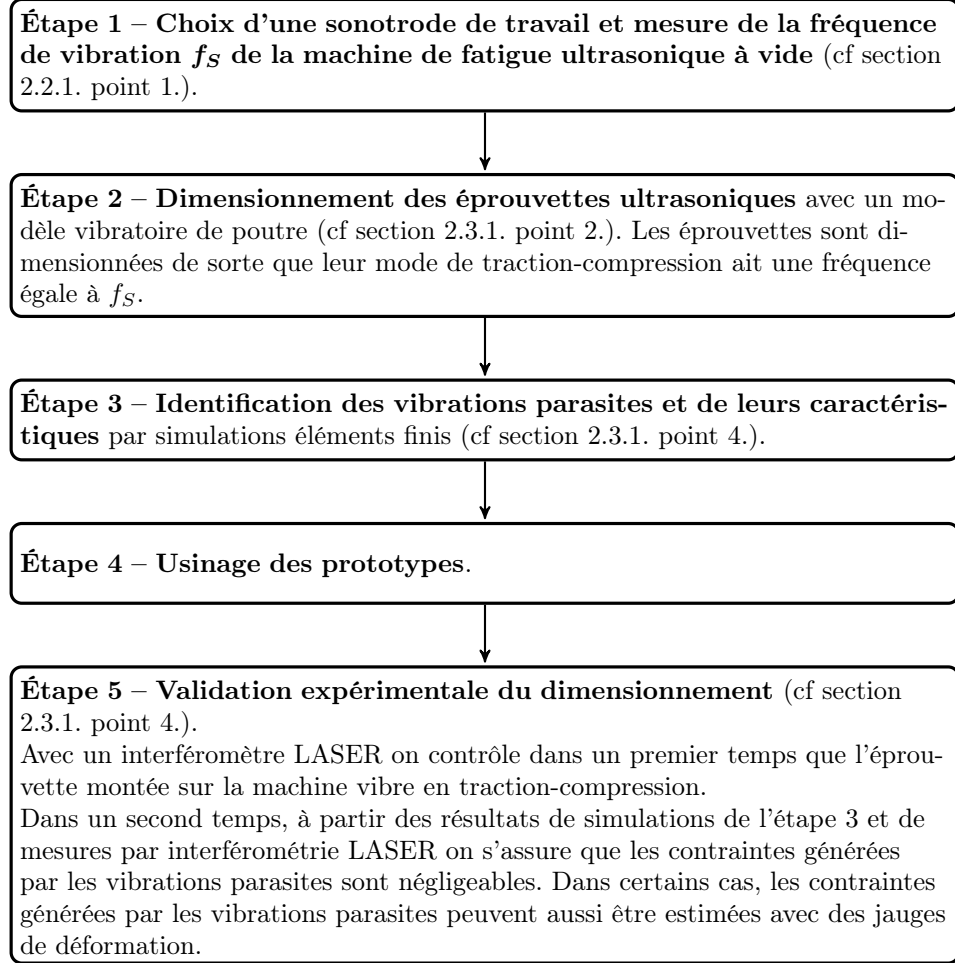 Étape 1 – Choix d'une sonotrode de travail et mesure de la fréquence
de vibration f_S de la machine de fatigue ultrasonique à vide (cf section
2.2.1. point 1.).
Étape 2 – Dimensionnement des éprouvettes ultrasoniques avec un mo-
dèle vibratoire de poutre (cf section 2.3.1. point 2.). Les éprouvettes sont di-
mensionnées de sorte que leur mode de traction-compression ait une fréquence
égale à f_S.
Étape 3 – Identification des vibrations parasites et de leurs caractéris-
tiques par simulations éléments finis (cf section 2.3.1. point 4.).
Étape 4 – Usinage des prototypes.
Étape 5 – Validation expérimentale du dimensionnement (cf section
2.3.1. point 4.).
Avec un interféromètre LASER on contrôle dans un premier temps que l'éprou-
vette montée sur la machine vibre en traction-compression.
Dans un second temps, à partir des résultats de simulations de l'étape 3 et de
mesures par interférométrie LASER on s'assure que les contraintes générées
par les vibrations parasites sont négligeables. Dans certains cas, les contraintes
générées par les vibrations parasites peuvent aussi être estimées avec des jauges
de déformation.